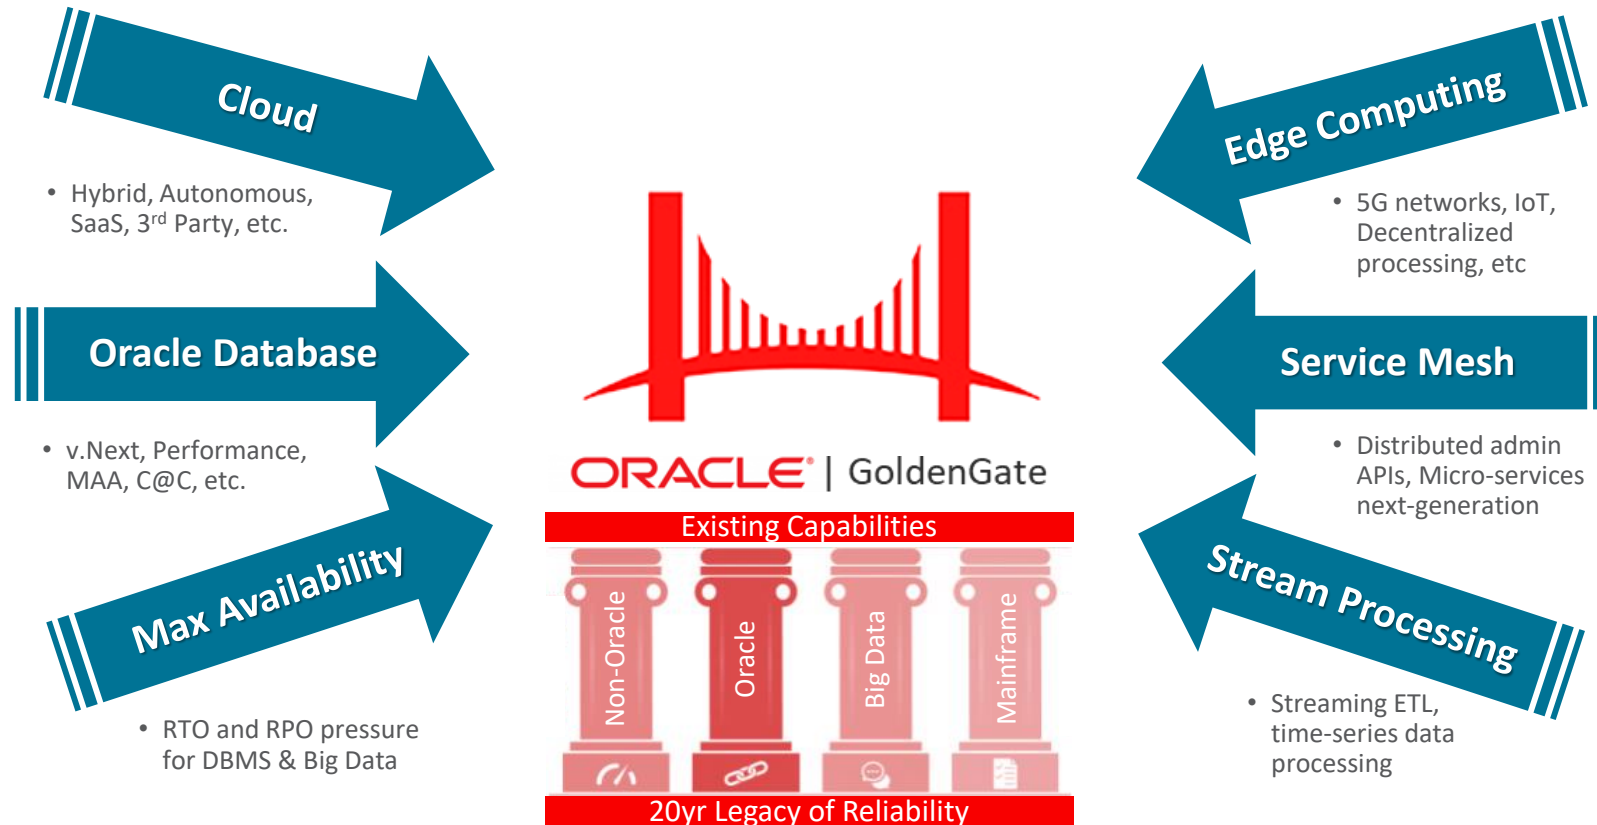 Cloud
• Hybrid, Autonomous,
SaaS, 3rd Party, etc.
Oracle Database
• v.Next, Performance,
MAA, C@C, etc.
Max Availability
• RTO and RPO pressure
for DBMS & Big Data
ORACLE® | GoldenGate
Existing Capabilities
Non-Oracle
Oracle
Big Data
Mainframe
20yr Legacy of Reliability
Edge Computing
• 5G networks, IoT,
Decentralized
processing, etc
Service Mesh
• Distributed admin
APIs, Micro-services
next-generation
Stream Processing
• Streaming ETL,
time-series data
processing